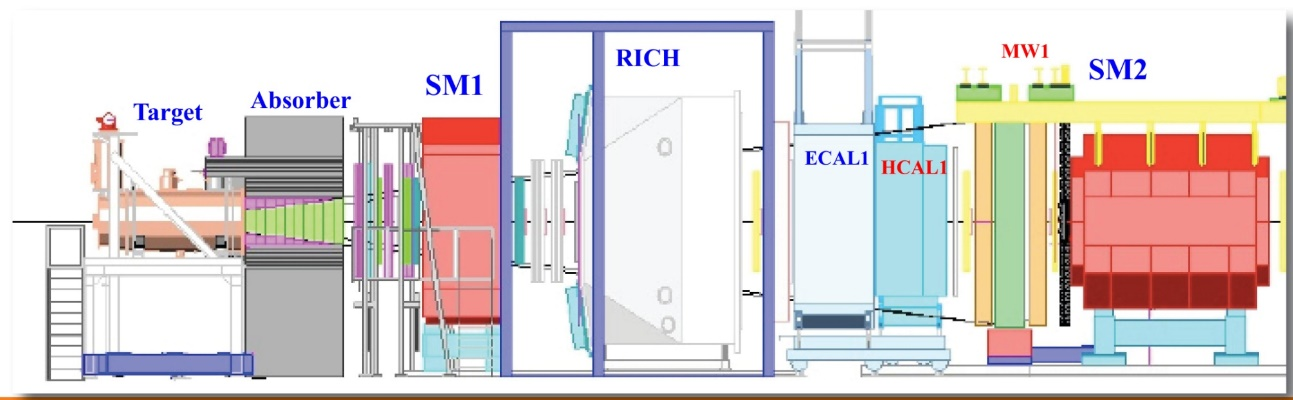 Target
Absorber
SM1
RICH
ECAL1
HCAL1
MW1
SM2